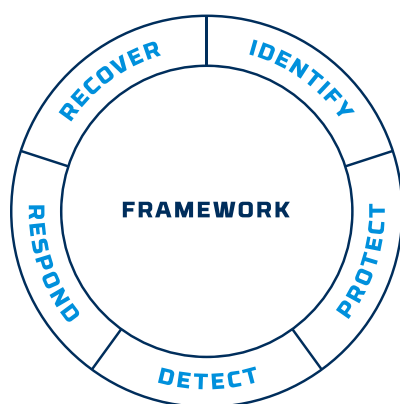 IDENTIFY
PROTECT
DETECT
RESPOND
RECOVER
FRAMEWORK